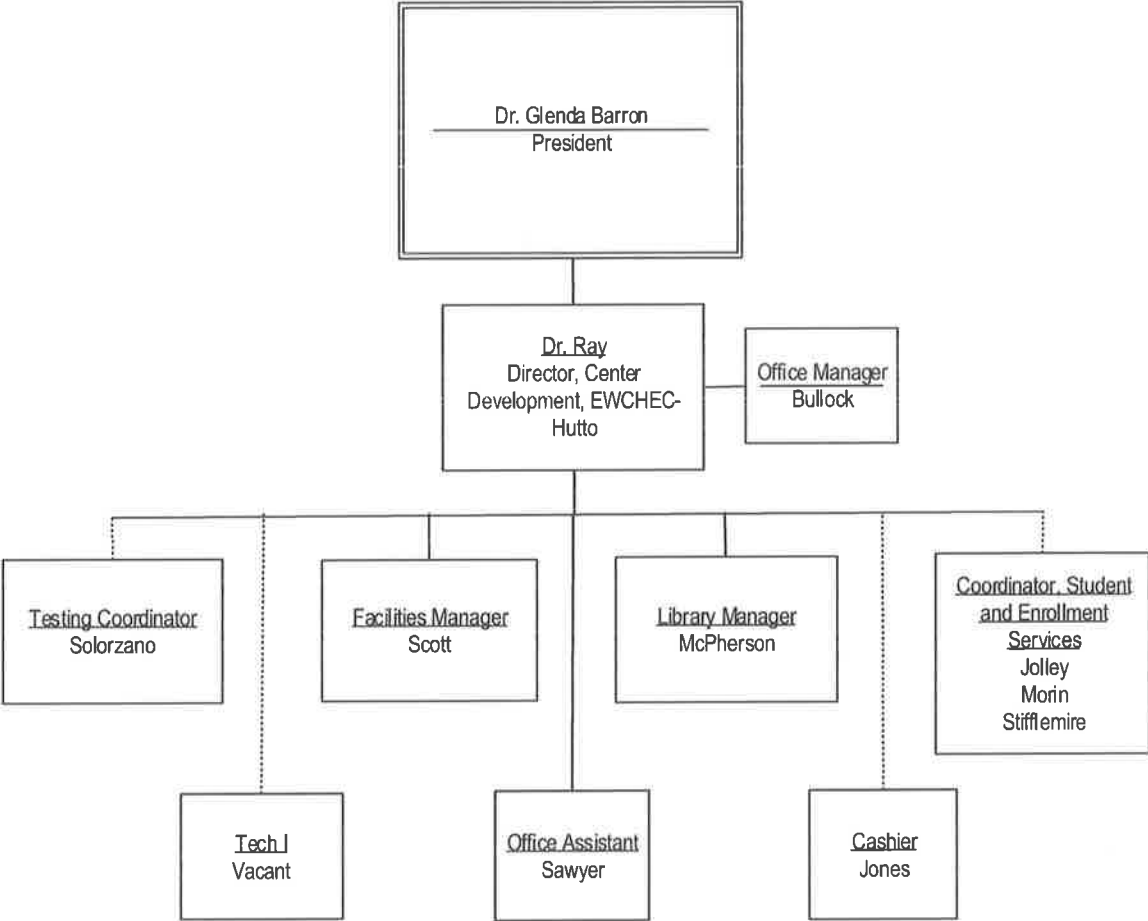 Dr. Glenda Barron
President
Dr. Ray
Director, Center
Development, EWCHEC-
Hutto
Office Manager
Bullock
Testing Coordinator
Solorzano
Facilities Manager
Scott
Library Manager
McPherson
Coordinator, Student
and Enrollment
Services
Jolley
Morin
Stifflemire
Tech I
Vacant
Office Assistant
Sawyer
Cashier
Jones